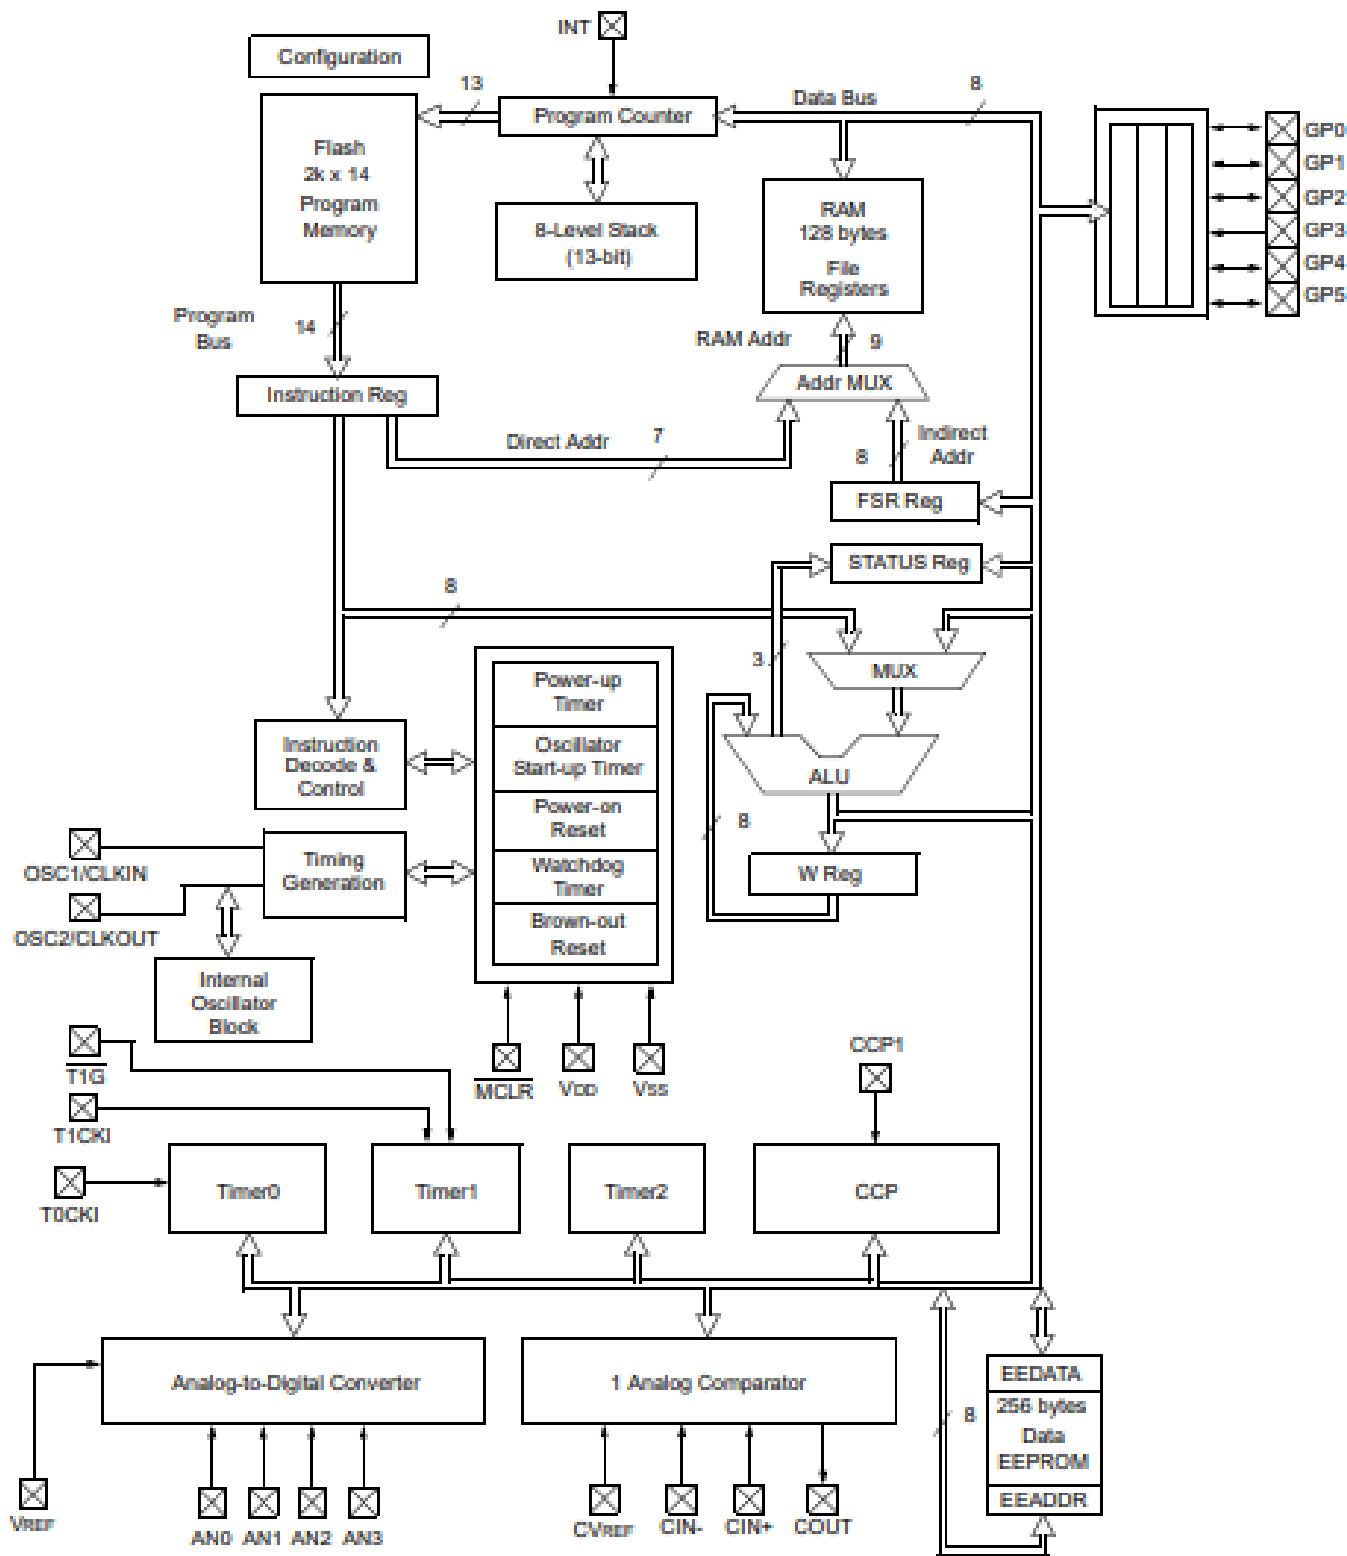 INT
Configuration
13
Data Bus
8
Program Counter
Flash
2k x 14
Program
Memory
8-Level Stack
(13-bit)
RAM
128 bytes
File
Registers
GP0
GP1
GP2
GP3
GP4
GP5
Program
Bus
14
RAM Addr
9
Addr MUX
Instruction Reg
Direct Addr
7
Indirect
Addr
8
FSR Reg
STATUS Reg
8
3
MUX
Power-up
Timer
Oscillator
Start-up Timer
Power-on
Reset
Watchdog
Timer
Brown-out
Reset
Instruction
Decode &
Control
ALU
8
W Reg
OSC1/CLKIN
Timing
Generation
OSC2/CLKOUT
Internal
Oscillator
Block
T1G
MCLR
VDD
VSS
CCP1
T1CKI
T0CKI
Timer0
Timer1
Timer2
CCP
Analog-to-Digital Converter
1 Analog Comparator
EEDATA
256 bytes
Data
EEPROM
EEADDR
8
VREF
AN0 AN1 AN2 AN3
CVREF
CIN-
CIN+
COUT